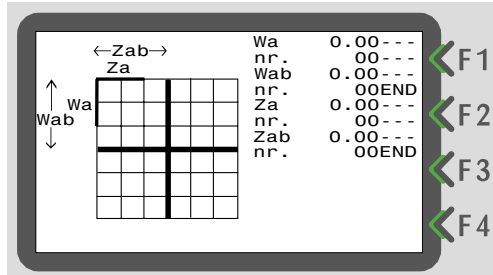 ←Zab→
Za
Wa
Wab
Wa 0.00---
nr. 00---
Wab 0.00---
nr. 00END
Za 0.00---
nr. 00---
Zab 0.00---
nr. 00END
F1
F2
F3
F4